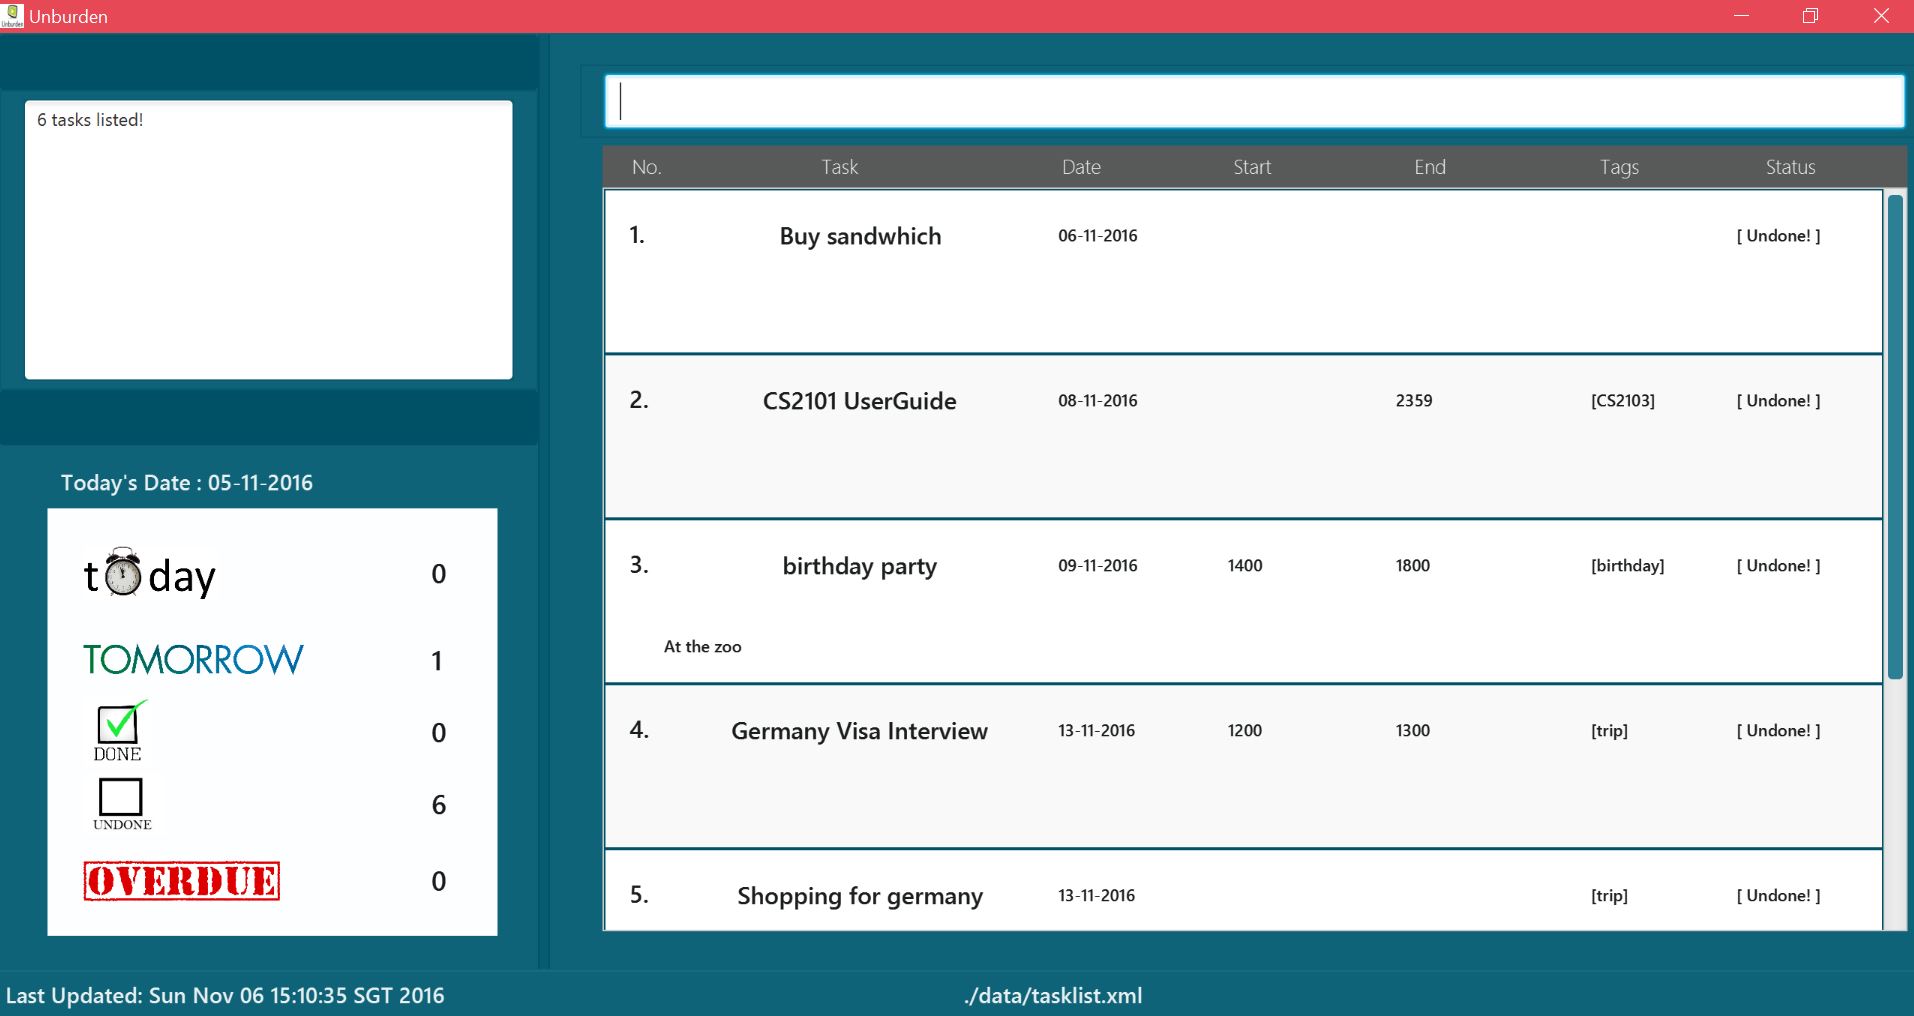 Unburden
6 tasks listed!
Today's Date : 05-11-2016
today 0
TOMORROW 1
DONE 0
UNDONE 6
OVERDUE 0
No. Task Date Start End Tags Status
1. Buy sandwhich 06-11-2016 [ Undone! ]
2. CS2101 UserGuide 08-11-2016 2359 [CS2103] [ Undone! ]
3. birthday party 09-11-2016 1400 1800 [birthday] [ Undone! ]
At the zoo
4. Germany Visa Interview 13-11-2016 1200 1300 [trip] [ Undone! ]
5. Shopping for germany 13-11-2016 [trip] [ Undone! ]
Last Updated: Sun Nov 06 15:10:35 SGT 2016 ./data/tasklist.xml